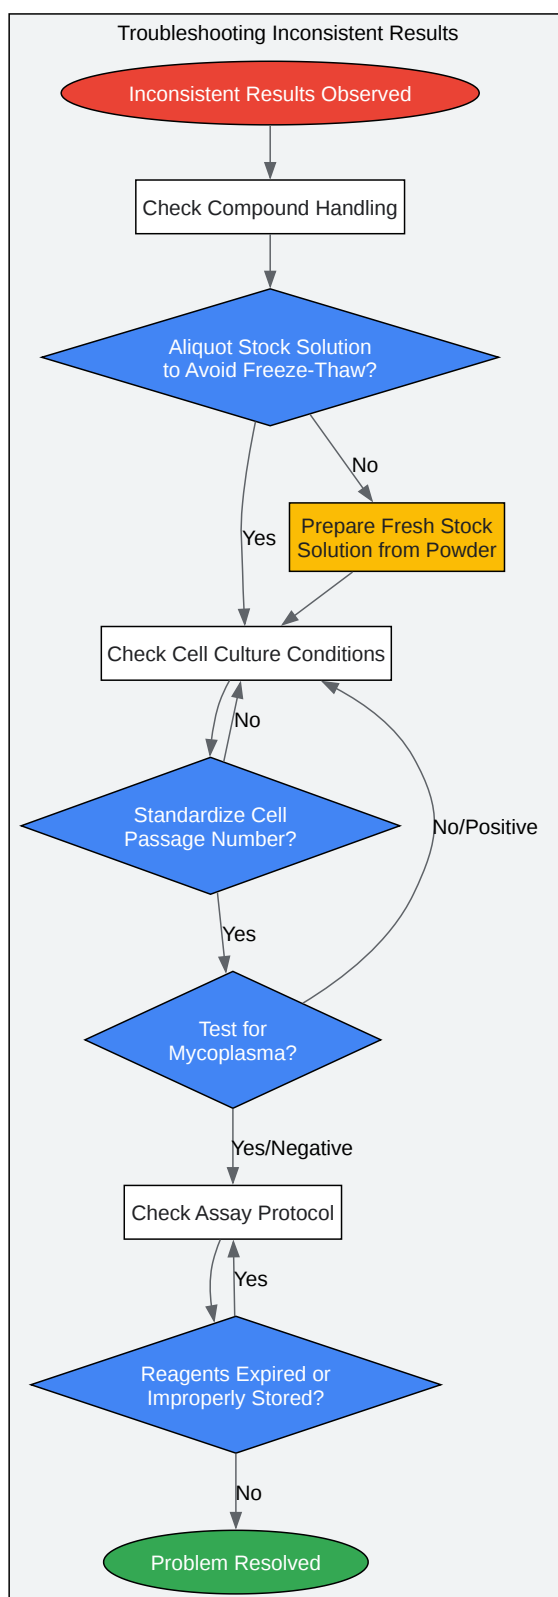 Troubleshooting Inconsistent Results
Inconsistent Results Observed
Check Compound Handling
Aliquot Stock Solution
to Avoid Freeze-Thaw?
No
Yes
Prepare Fresh Stock
Solution from Powder
Check Cell Culture Conditions
No
Standardize Cell
Passage Number?
No/Positive
Yes
Test for
Mycoplasma?
Yes/Negative
Check Assay Protocol
Yes
Reagents Expired or
Improperly Stored?
No
Problem Resolved